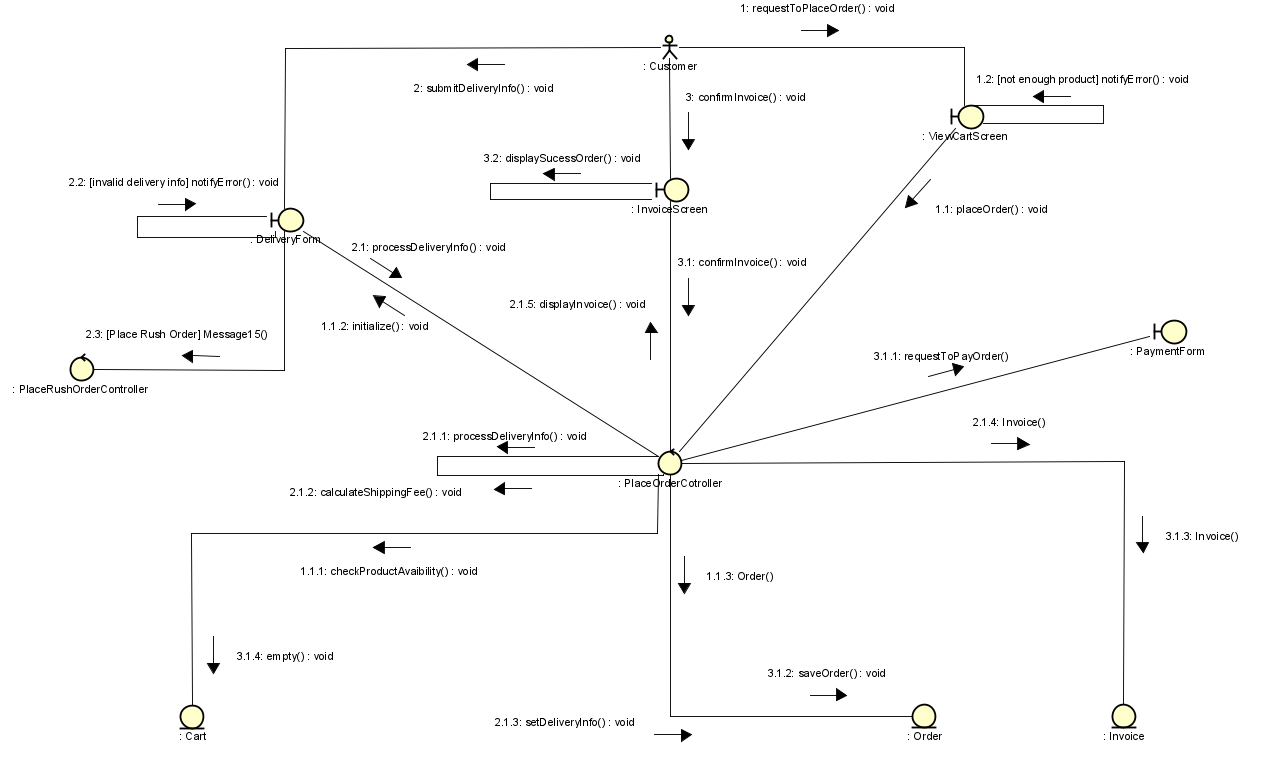 1: requestToPlaceOrder() : void
: Customer
2: submitDeliveryInfo() : void
3: confirmInvoice() : void
1.2: [not enough product] notifyError() : void
: ViewCartScreen
3.2: displaySucessOrder() : void
2.2: [invalid delivery info] notifyError() : void
: InvoiceScreen
1.1: placeOrder() : void
: DeliveryForm
2.1: processDeliveryInfo() : void
3.1: confirmInvoice() : void
2.1.5: displayInvoice() : void
1.1.2: initialize() : void
2.3: [Place Rush Order] Message15()
: PlaceRushOrderController
3.1.1: requestToPayOrder()
: PaymentForm
2.1.4: Invoice()
2.1.1: processDeliveryInfo() : void
: PlaceOrderCotroller
2.1.2: calculateShippingFee() : void
3.1.3: Invoice()
1.1.1: checkProductAvaibility() : void
1.1.3: Order()
3.1.4: empty() : void
3.1.2: saveOrder() : void
2.1.3: setDeliveryInfo() : void
: Cart
: Order
: Invoice